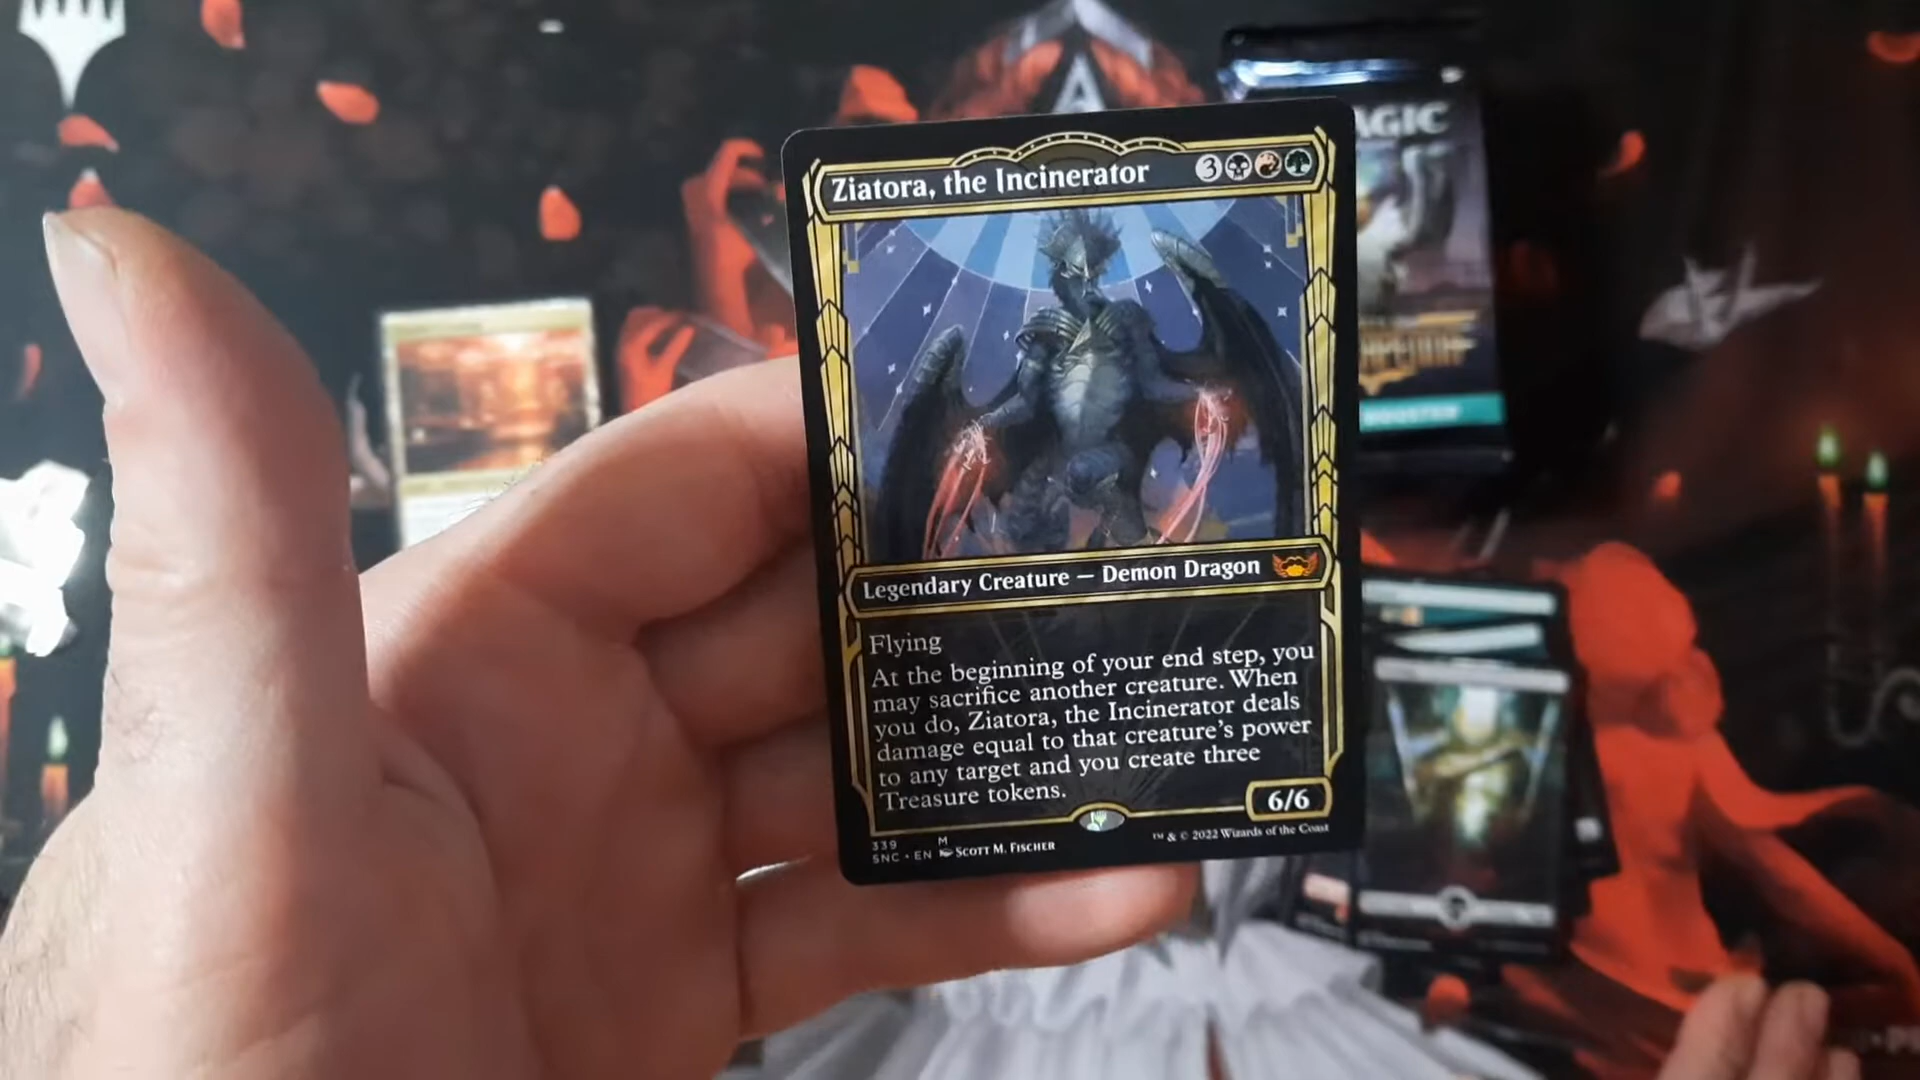 Ziatora, the Incinerator 3
Legendary Creature — Demon Dragon
Flying
At the beginning of your end step, you
may sacrifice another creature. When
you do, Ziatora, the Incinerator deals
damage equal to that creature's power
to any target and you create three
Treasure tokens.
6/6
339 M
SNC • EN SCOTT M. FISCHER
™ & © 2022 Wizards of the Coast
AGIC
BOOSTER